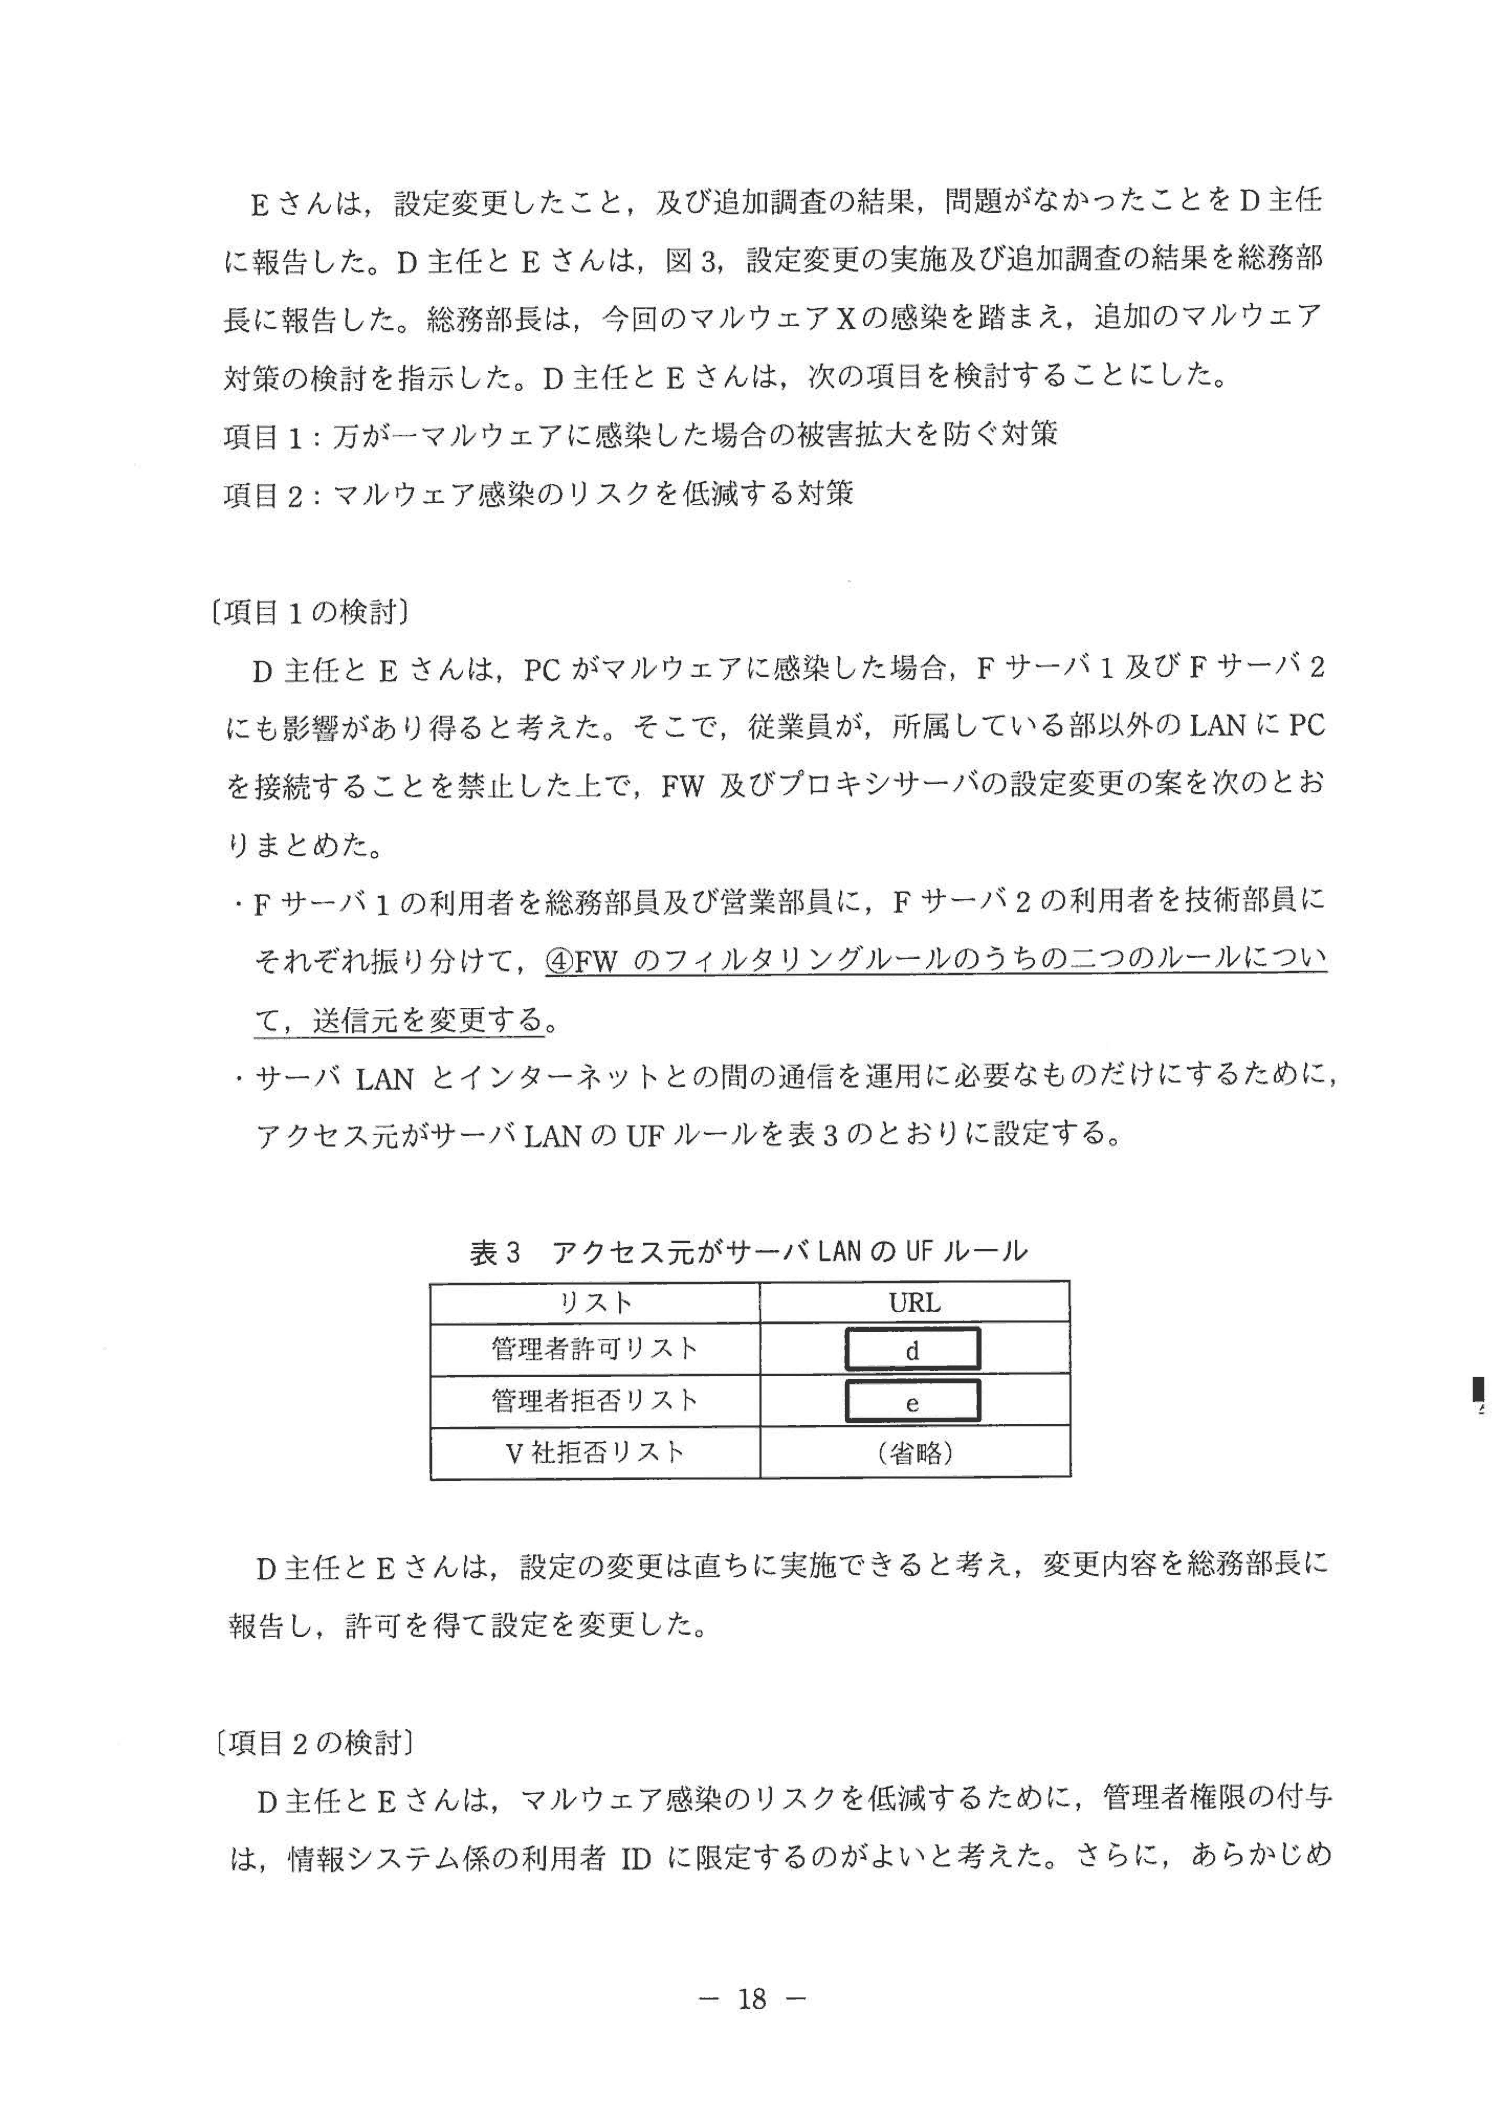 Eさんは，設定変更したこと，及び追加調査の結果，問題がなかったことをD主任
に報告した。D主任とEさんは，図3，設定変更の実施及び追加調査の結果を総務部
長に報告した。総務部長は，今回のマルウェアXの感染を踏まえ，追加のマルウェア
対策の検討を指示した。D主任とEさんは，次の項目を検討することにした。
項目1：万が一マルウェアに感染した場合の被害拡大を防ぐ対策
項目2：マルウェア感染のリスクを低減する対策
〔項目1の検討〕
D主任とEさんは，PCがマルウェアに感染した場合，Fサーバ1及びFサーバ2
にも影響があり得ると考えた。そこで，従業員が，所属している部以外のLANにPC
を接続することを禁止した上で，FW及びプロキシサーバの設定変更の案を次のとお
りまとめた。
・Fサーバ1の利用者を総務部員及び営業部員に，Fサーバ2の利用者を技術部員に
それぞれ振り分けて，④FWのフィルタリングルールのうちの二つのルールについ
て，送信元を変更する。
・サーバLANとインターネットとの間の通信を運用に必要なものだけにするために，
アクセス元がサーバLANのUFルールを表3のとおりに設定する。
表3　アクセス元がサーバLANのUFルール
リスト　URL
管理者許可リスト　d
管理者拒否リスト　e
V社拒否リスト　（省略）
D主任とEさんは，設定の変更は直ちに実施できると考え，変更内容を総務部長に
報告し，許可を得て設定を変更した。
〔項目2の検討〕
D主任とEさんは，マルウェア感染のリスクを低減するために，管理者権限の付与
は，情報システム係の利用者IDに限定するのがよいと考えた。さらに，あらかじめ
－ 18 －